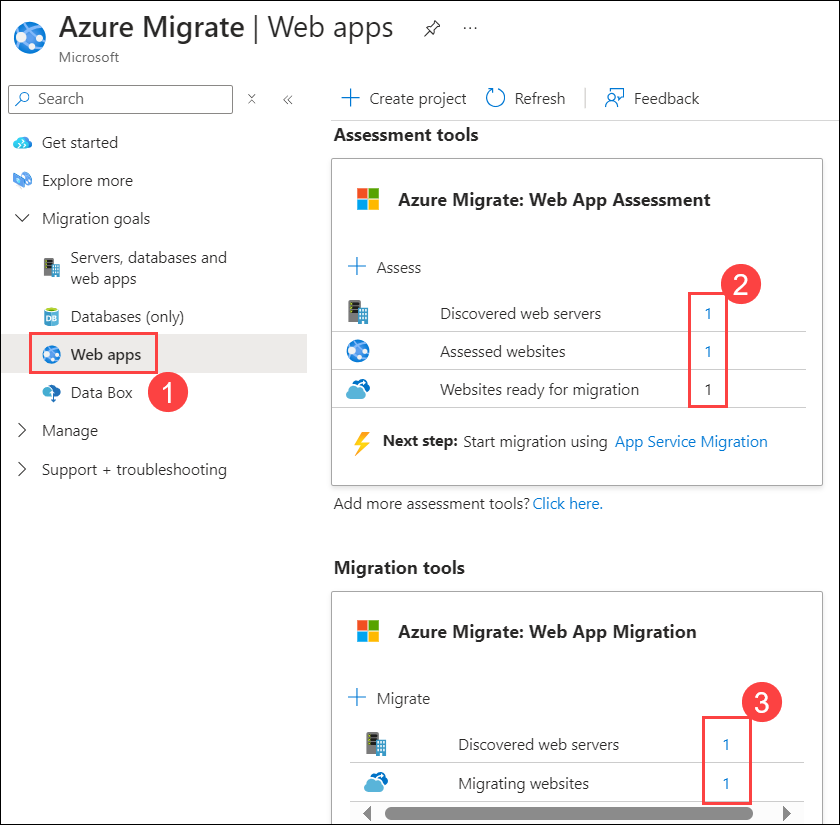 Azure Migrate | Web apps ...
Microsoft
Search
Get started
Explore more
Migration goals
Servers, databases and
web apps
DB Databases (only)
Web apps
Data Box
1
Manage
Support + troubleshooting
Create project Refresh Feedback
Assessment tools
Azure Migrate: Web App Assessment
Assess
2
Discovered web servers 1
Assessed websites 1
Websites ready for migration 1
Next step: Start migration using App Service Migration
Add more assessment tools? Click here.
Migration tools
Azure Migrate: Web App Migration
Migrate
3
Discovered web servers 1
Migrating websites 1